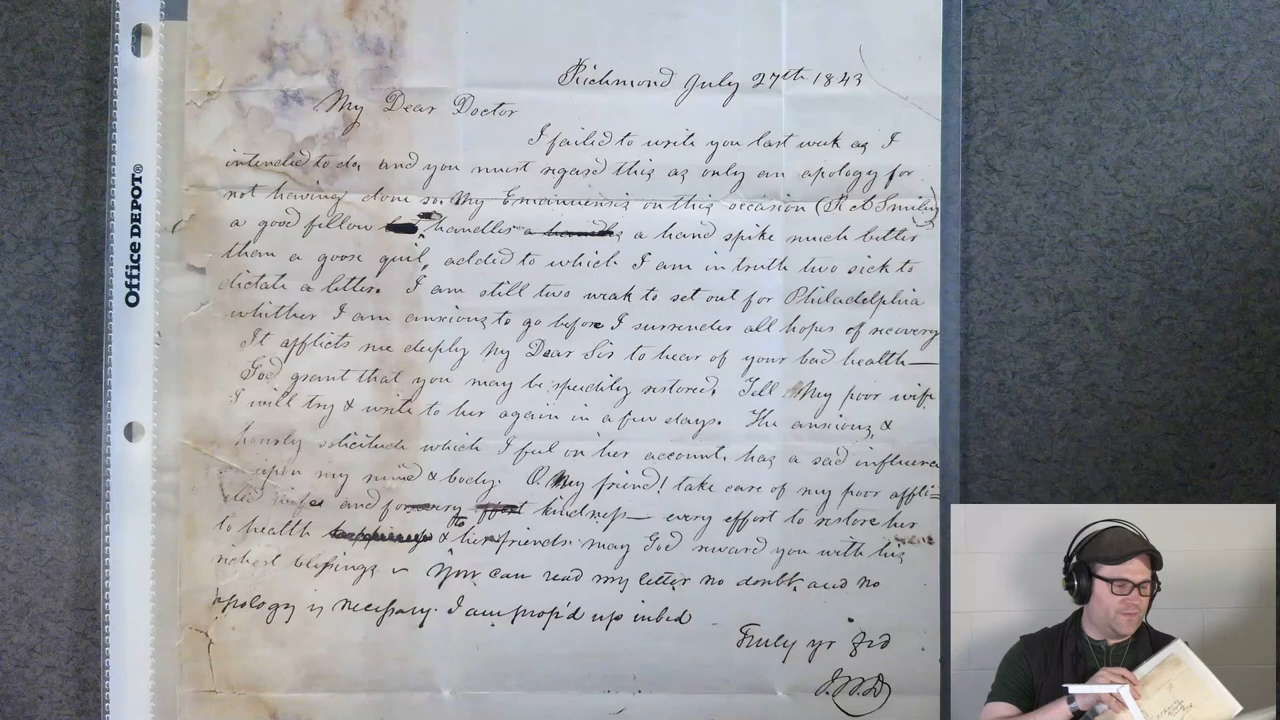 Office DEPOT®
Richmond July 27th 1843
My Dear Doctor
I failed to write you last week as I
intended to do, and you must regard this as only an apology for
not having done so. My Emanuensis on this occasion (
a good fellow handles a hand spike much better
than a goose quil, added to which I am in truth two sick to
dictate a letter. I am still two weak to set out for Philadelphia
whither I am anxious to go before I surrender all hopes of recovery
It afflicts me deeply My Dear Sir to hear of your bad health—
God grant that you may be speedily restored. Tell My poor wife
I will try & write to her again in a few days. The anxious, &
hourly solicitude which I feel on her account, has a sad influence
upon my mind & body. O. My friend! take care of my poor affli=
wife and for kindness— every effort to restore her
to health & her friends may God reward you with his
richest blessings You can read my letter no doubt, and no
apology is necessary. I am prop'd up in bed
Truly yr frd